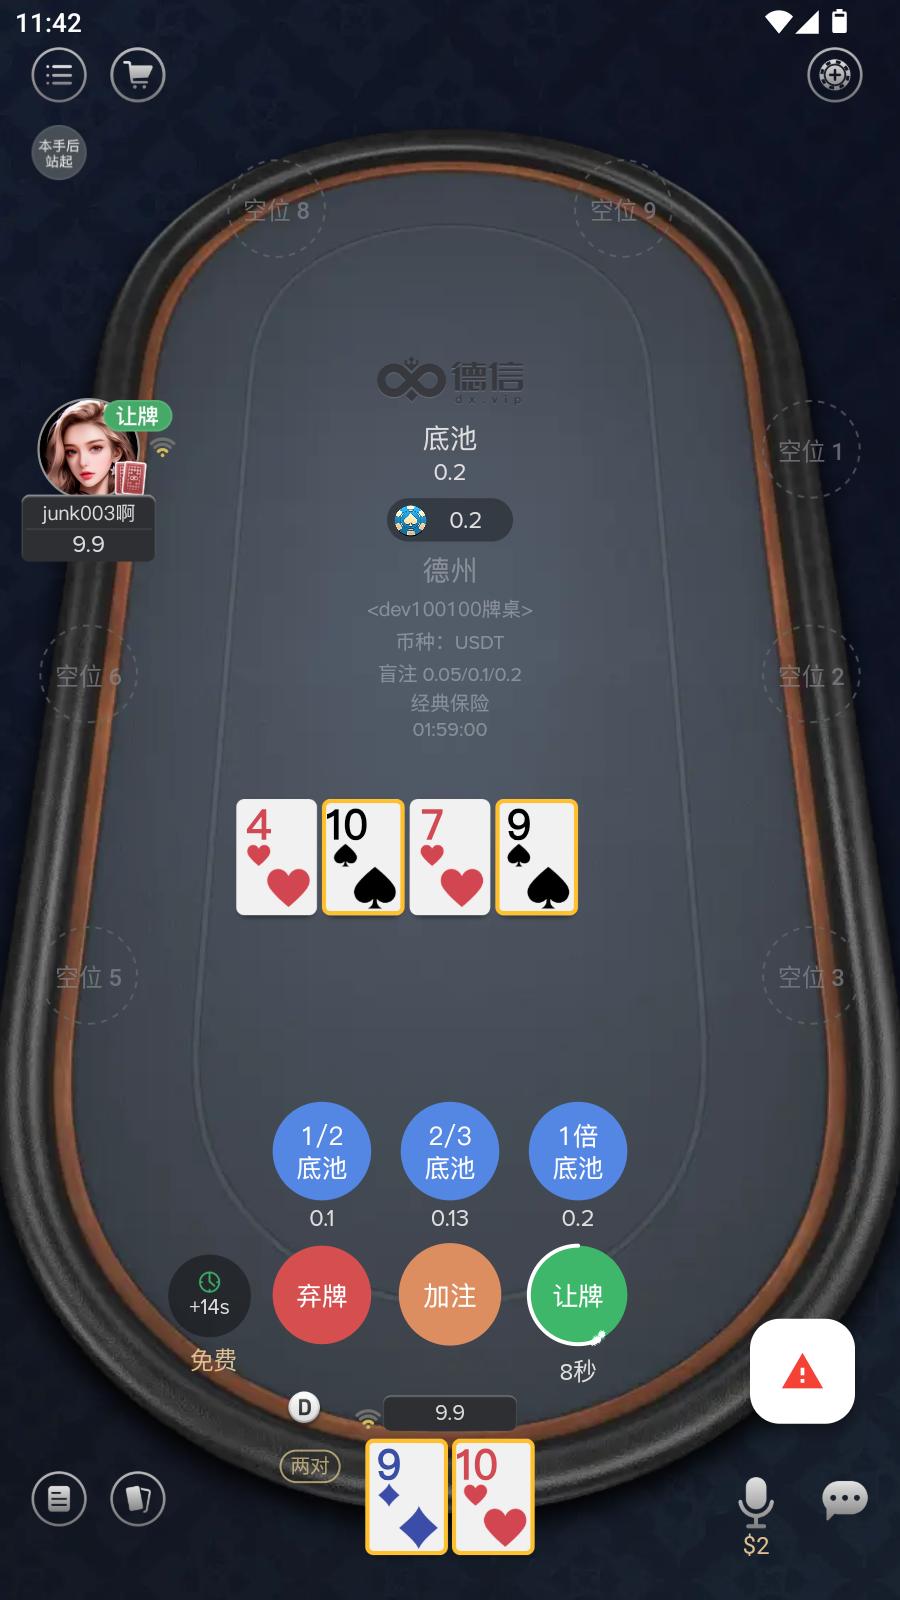 11:42
本手后
站起
空位 8
空位 9
德信
dx.vip
让牌
底池
0.2
空位 1
junk003啊
9.9
0.2
德州
<dev100100牌桌>
币种：USDT
盲注 0.05/0.1/0.2
经典保险
01:59:00
空位 6
空位 2
4
10
7
9
空位 5
空位 3
1/2
底池
2/3
底池
1倍
底池
0.1
0.13
0.2
+14s
免费
弃牌
加注
让牌
8秒
D
9.9
两对
9
10
$2